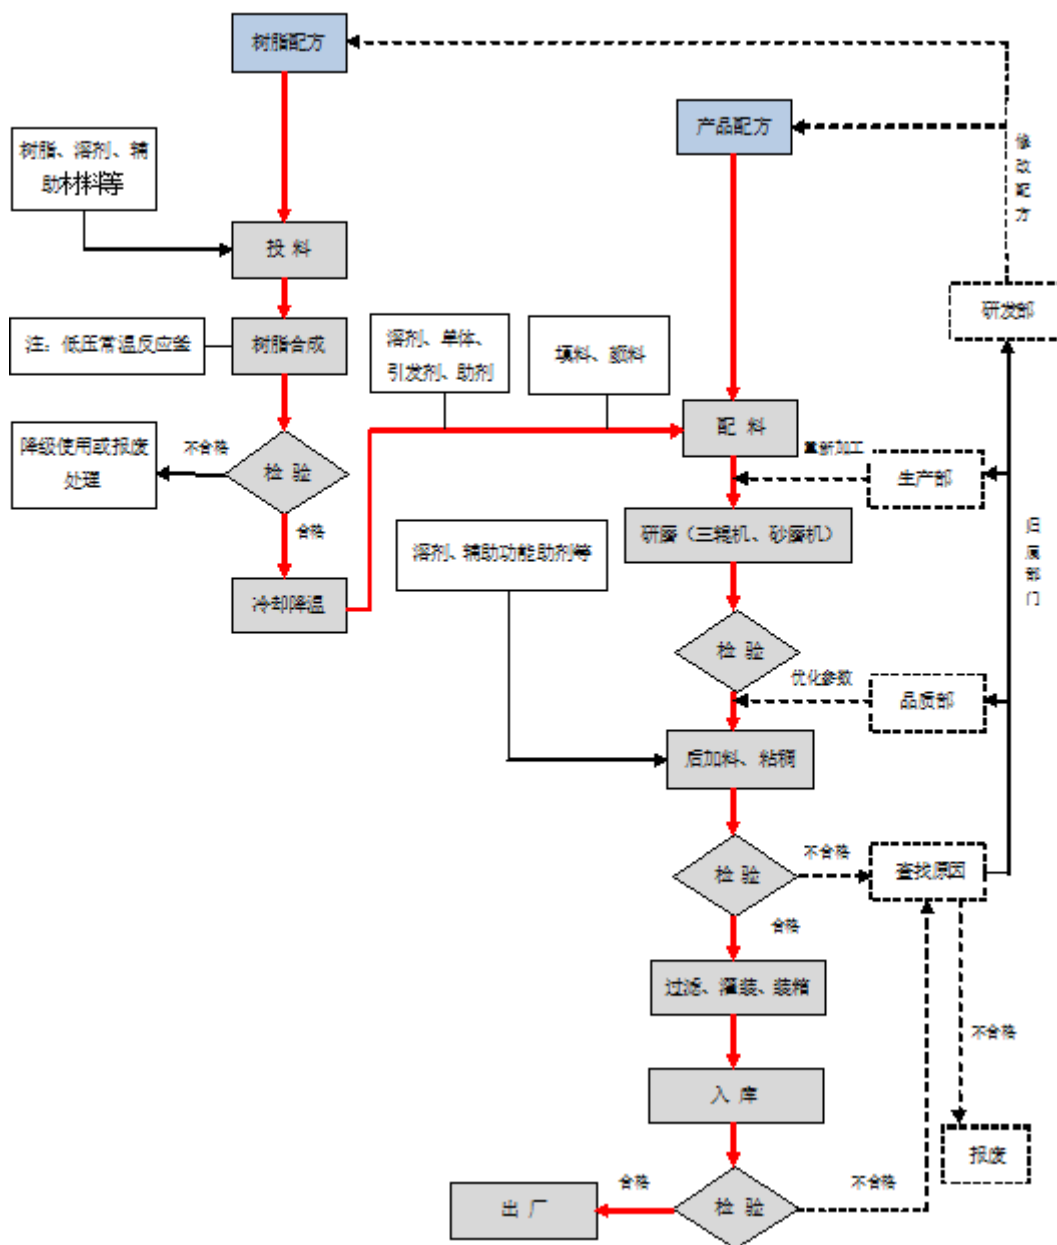 树脂配方
产品配方
修改配方
树脂、溶剂、辅
助材料等
投 料
研发部
注：低压常温反应釜
树脂合成
溶剂、单体、
引发剂、助剂
填料、颜料
配 料
降级使用或报废
处理
不合格
检 验
重新加工
生产部
合格
研磨（三辊机、砂磨机）
归属部门
溶剂、辅助功能助剂等
冷却降温
检 验
优化参数
品质部
后加料、粘稠
检 验
不合格
查找原因
合格
过滤、灌装、装箱
不合格
入 库
报废
出 厂
合格
检 验
不合格